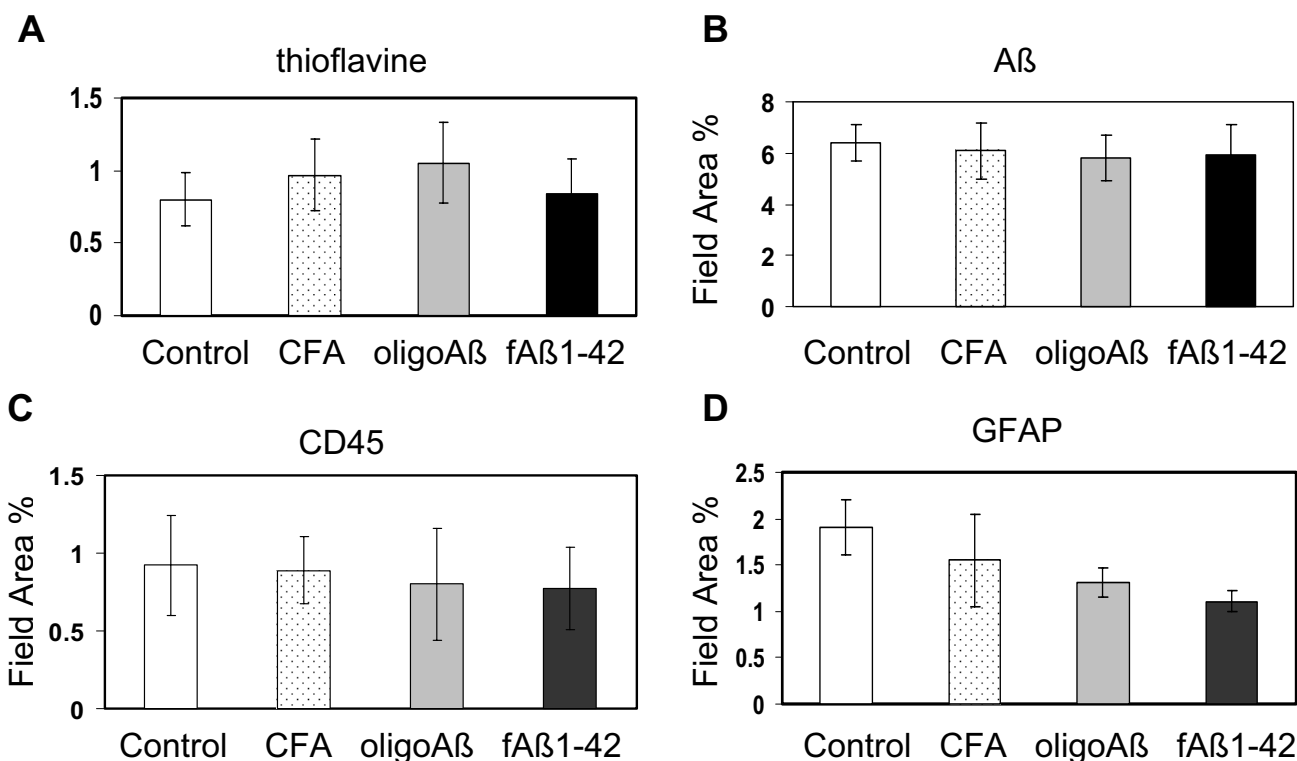 A
thioflavine
1.5
1
0.5
0
Control CFA oligoAß fAß1-42
B
Aß
Field Area %
8
6
4
2
0
Control CFA oligoAß fAß1-42
C
CD45
Field Area %
1.5
1
0.5
0
Control CFA oligoAß fAß1-42
D
GFAP
Field Area %
2.5
2
1.5
1
0.5
0
Control CFA oligoAß fAß1-42